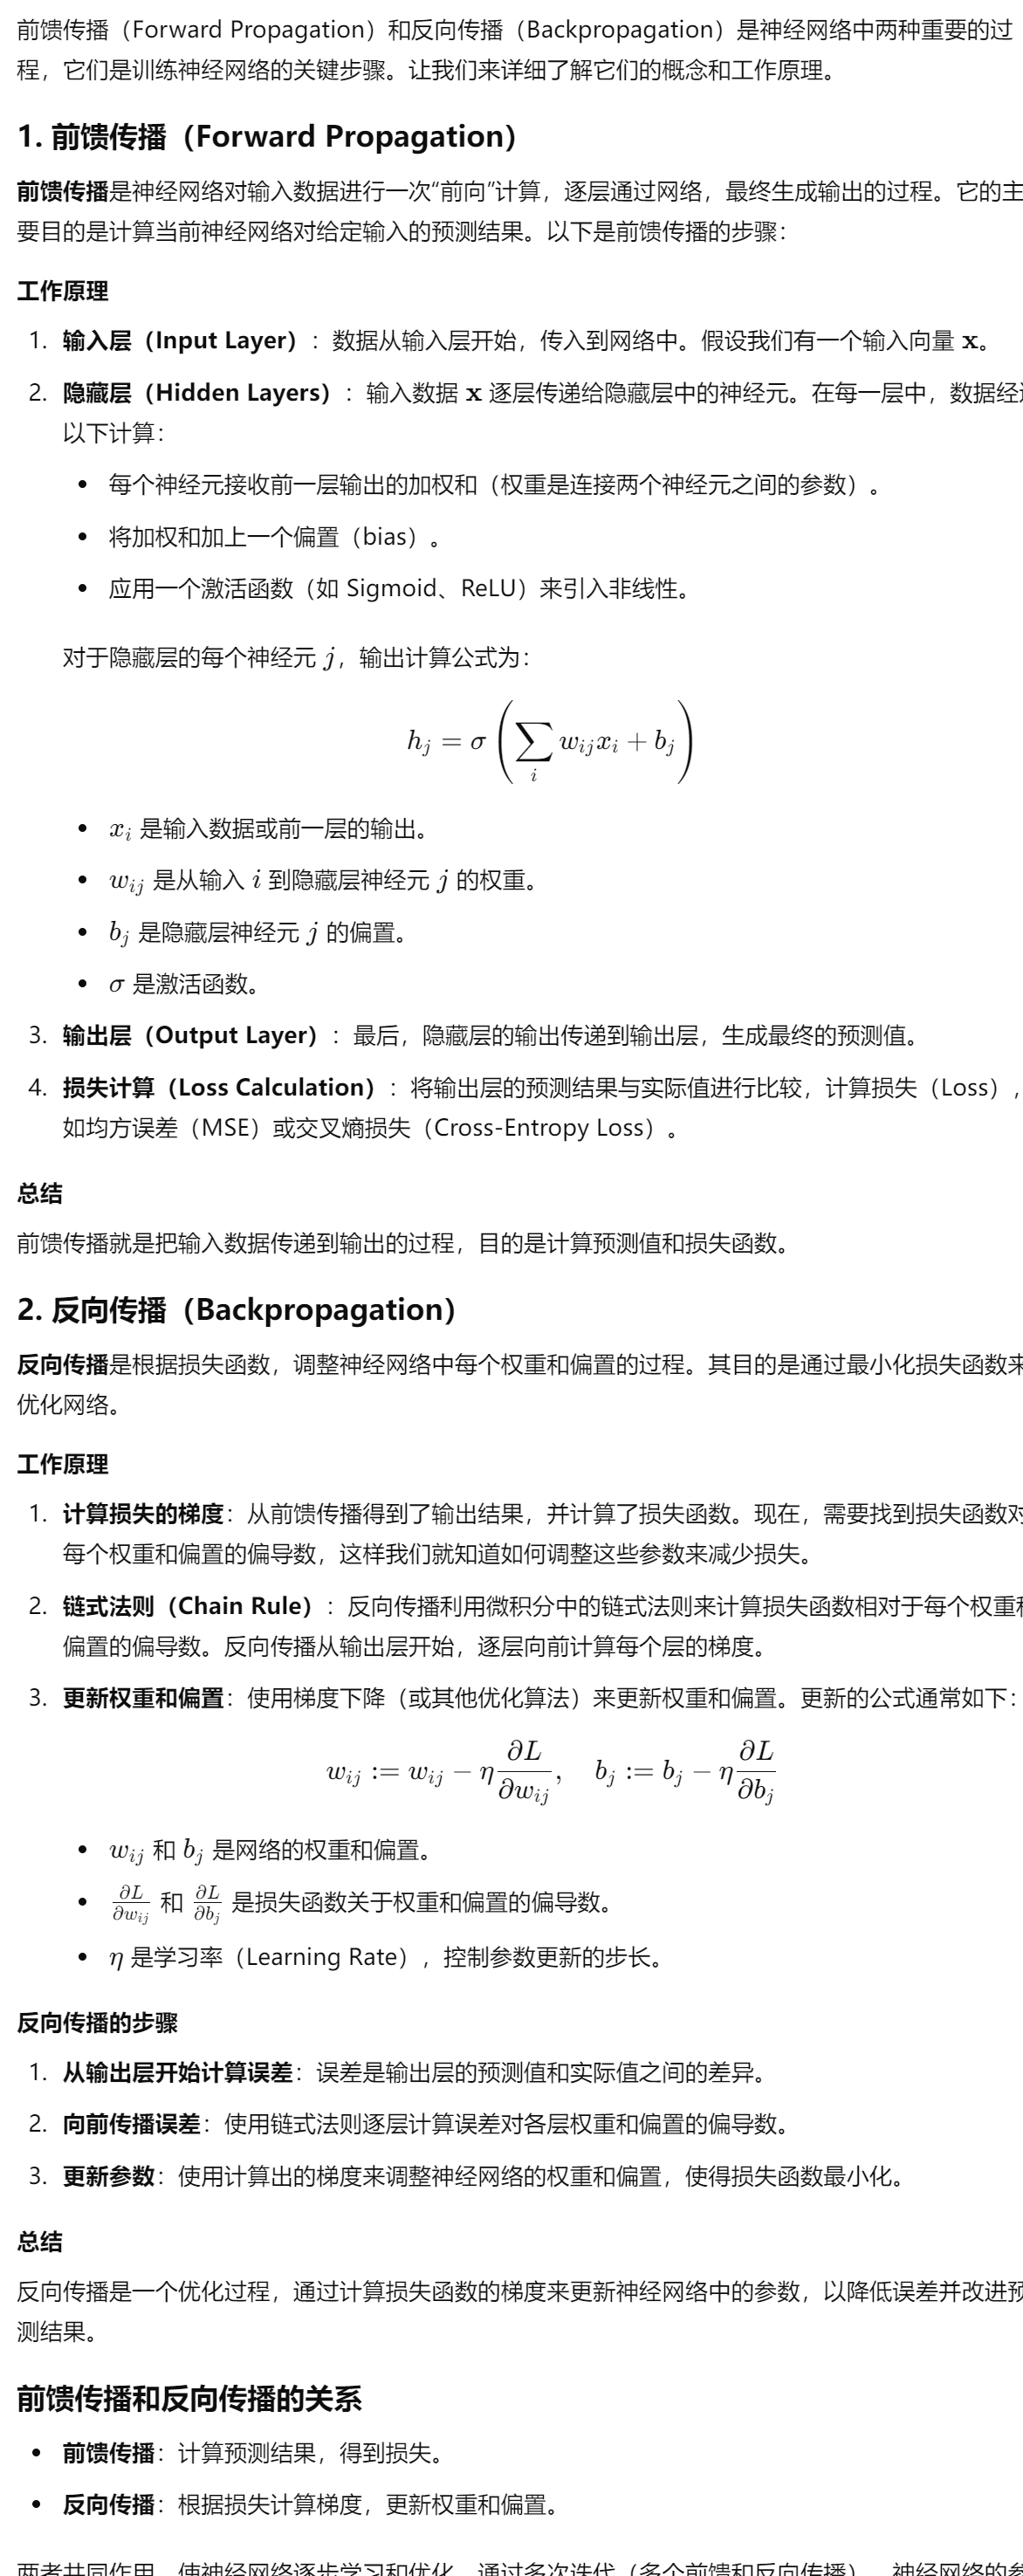 前馈传播（Forward Propagation）和反向传播（Backpropagation）是神经网络中两种重要的过
程，它们是训练神经网络的关键步骤。让我们来详细了解它们的概念和工作原理。
1. 前馈传播（Forward Propagation）
前馈传播是神经网络对输入数据进行一次“前向”计算，逐层通过网络，最终生成输出的过程。它的主
要目的是计算当前神经网络对给定输入的预测结果。以下是前馈传播的步骤：
工作原理
1. 输入层（Input Layer）：数据从输入层开始，传入到网络中。假设我们有一个输入向量 x。
2. 隐藏层（Hidden Layers）：输入数据 x 逐层传递给隐藏层中的神经元。在每一层中，数据经过
以下计算：
• 每个神经元接收前一层输出的加权和（权重是连接两个神经元之间的参数）。
• 将加权和加上一个偏置（bias）。
• 应用一个激活函数（如 Sigmoid、ReLU）来引入非线性。
对于隐藏层的每个神经元 j，输出计算公式为：
h_j = σ(∑_i w_{ij} x_i + b_j)
• x_i 是输入数据或前一层的输出。
• w_{ij} 是从输入 i 到隐藏层神经元 j 的权重。
• b_j 是隐藏层神经元 j 的偏置。
• σ 是激活函数。
3. 输出层（Output Layer）：最后，隐藏层的输出传递到输出层，生成最终的预测值。
4. 损失计算（Loss Calculation）：将输出层的预测结果与实际值进行比较，计算损失（Loss），
如均方误差（MSE）或交叉熵损失（Cross-Entropy Loss）。
总结
前馈传播就是把输入数据传递到输出的过程，目的是计算预测值和损失函数。
2. 反向传播（Backpropagation）
反向传播是根据损失函数，调整神经网络中每个权重和偏置的过程。其目的是通过最小化损失函数来
优化网络。
工作原理
1. 计算损失的梯度：从前馈传播得到了输出结果，并计算了损失函数。现在，需要找到损失函数对
每个权重和偏置的偏导数，这样我们就知道如何调整这些参数来减少损失。
2. 链式法则（Chain Rule）：反向传播利用微积分中的链式法则来计算损失函数相对于每个权重和
偏置的偏导数。反向传播从输出层开始，逐层向前计算每个层的梯度。
3. 更新权重和偏置：使用梯度下降（或其他优化算法）来更新权重和偏置。更新的公式通常如下：
w_{ij} := w_{ij} − η ∂L/∂w_{ij}, b_j := b_j − η ∂L/∂b_j
• w_{ij} 和 b_j 是网络的权重和偏置。
• ∂L/∂w_{ij} 和 ∂L/∂b_j 是损失函数关于权重和偏置的偏导数。
• η 是学习率（Learning Rate），控制参数更新的步长。
反向传播的步骤
1. 从输出层开始计算误差：误差是输出层的预测值和实际值之间的差异。
2. 向前传播误差：使用链式法则逐层计算误差对各层权重和偏置的偏导数。
3. 更新参数：使用计算出的梯度来调整神经网络的权重和偏置，使得损失函数最小化。
总结
反向传播是一个优化过程，通过计算损失函数的梯度来更新神经网络中的参数，以降低误差并改进预
测结果。
前馈传播和反向传播的关系
• 前馈传播：计算预测结果，得到损失。
• 反向传播：根据损失计算梯度，更新权重和偏置。
两者共同作用，使神经网络逐步学习和优化。通过多次迭代（多个前馈和反向传播），神经网络的参